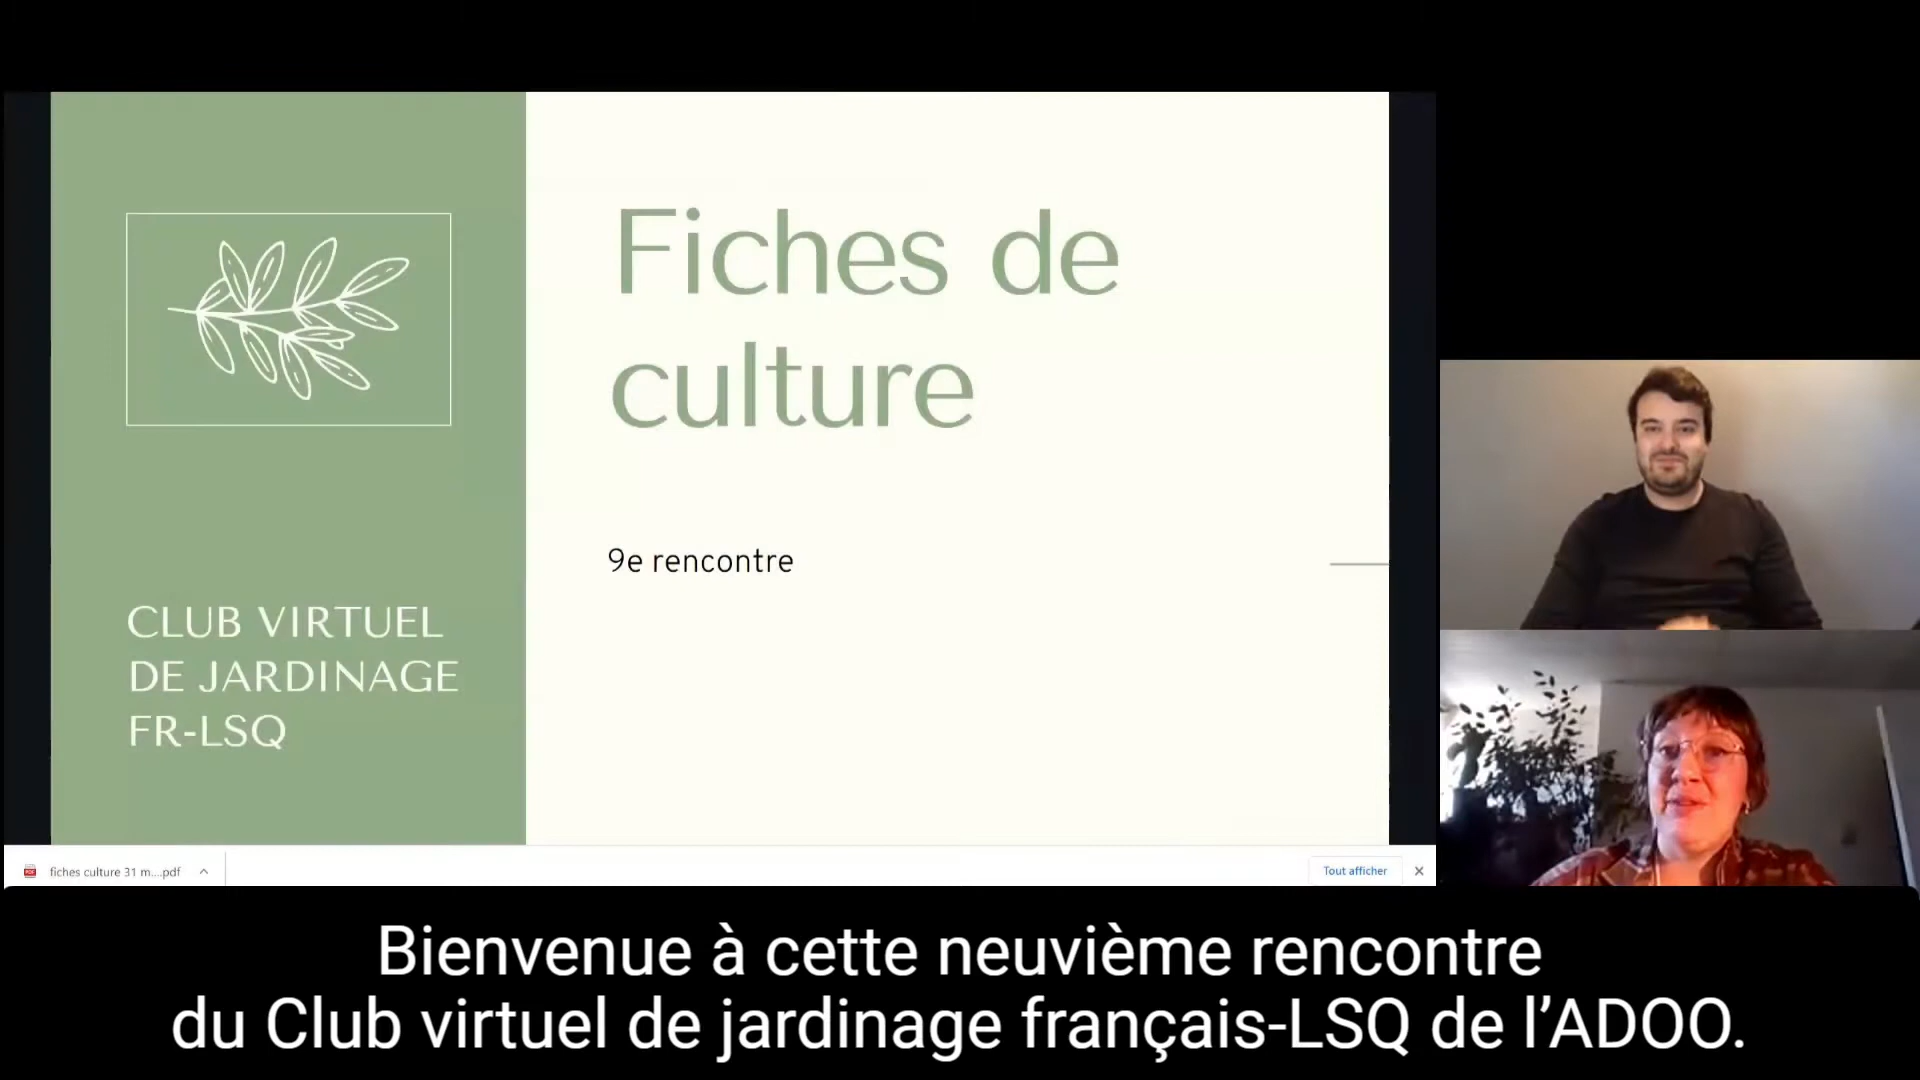 Fiches de
culture
9e rencontre
CLUB VIRTUEL
DE JARDINAGE
FR-LSQ
fiches culture 31 m....pdf
Tout afficher
Bienvenue à cette neuvième rencontre
du Club virtuel de jardinage français-LSQ de l’ADOO.